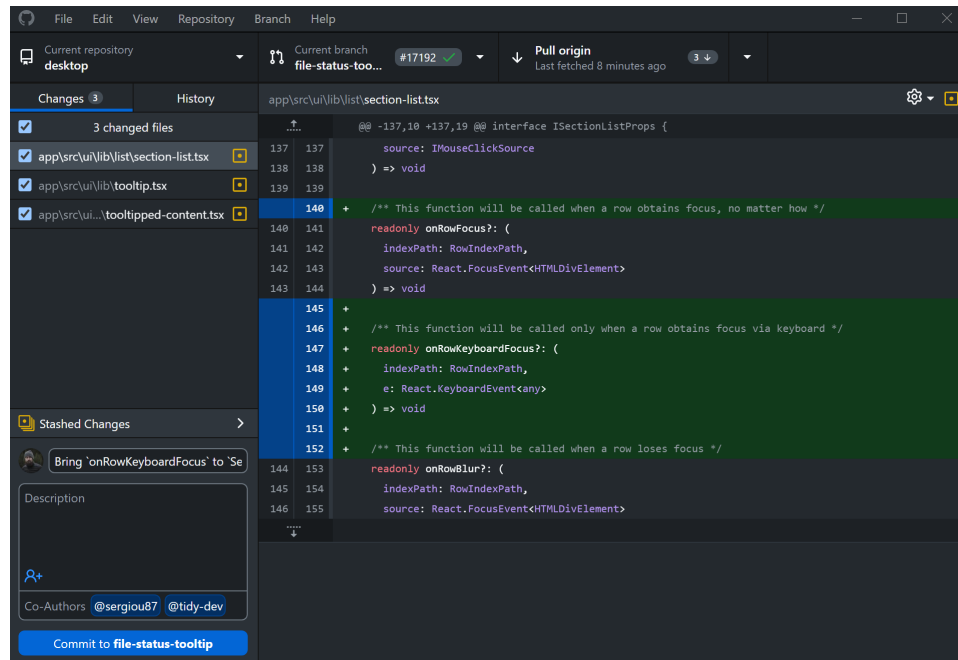 File Edit View Repository Branch Help
Current repository
desktop
Current branch
file-status-too...
#17192
Pull origin
Last fetched 8 minutes ago
3
Changes 3
History
3 changed files
app\src\ui\lib\list\section-list.tsx
app\src\ui\lib\tooltip.tsx
app\src\ui...\tooltipped-content.tsx
Stashed Changes
Bring `onRowKeyboardFocus` to `Se
Description
Co-Authors @sergiou87 @tidy-dev
Commit to file-status-tooltip
app\src\ui\lib\list\section-list.tsx
@@ -137,10 +137,19 @@ interface ISectionListProps {
137 137 source: IMouseClickSource
138 138 ) => void
139 139
140 + /** This function will be called when a row obtains focus, no matter how */
140 141 readonly onRowFocus?: (
141 142 indexPath: RowIndexPath,
142 143 source: React.FocusEvent<HTMLDivElement>
143 144 ) => void
145 +
146 + /** This function will be called only when a row obtains focus via keyboard */
147 + readonly onRowKeyboardFocus?: (
148 + indexPath: RowIndexPath,
149 + e: React.KeyboardEvent<any>
150 + ) => void
151 +
152 + /** This function will be called when a row loses focus */
144 153 readonly onRowBlur?: (
145 154 indexPath: RowIndexPath,
146 155 source: React.FocusEvent<HTMLDivElement>